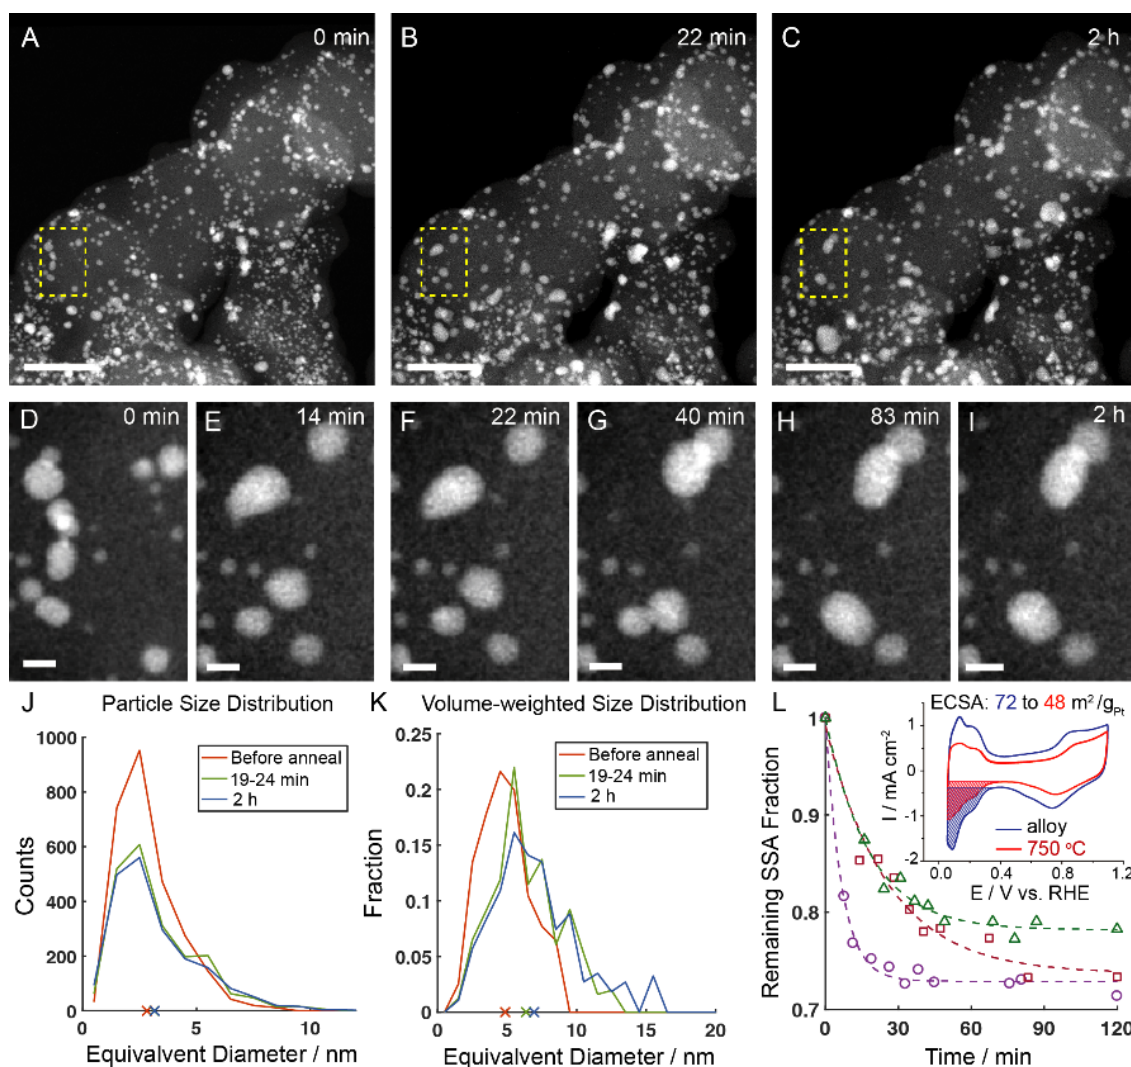 A 0 min
B 22 min
C 2 h
D 0 min
E 14 min
F 22 min
G 40 min
H 83 min
I 2 h
J Particle Size Distribution
1000
800
600
400
200
0
Counts
Before anneal
19-24 min
2 h
0 5 10
Equivalvent Diameter / nm
K Volume-weighted Size Distribution
0.25
0.2
0.15
0.1
0.05
0
Fraction
Before anneal
19-24 min
2 h
0 5 10 15 20
Equivalvent Diameter / nm
L
1
0.9
0.8
0.7
Remaining SSA Fraction
0 30 60 90 120
Time / min
ECSA: 72 to 48 m²/gPt
1
0
-1
-2
I / mA cm-2
alloy
750 ºC
0.0 0.4 0.8 1.2
E / V vs. RHE